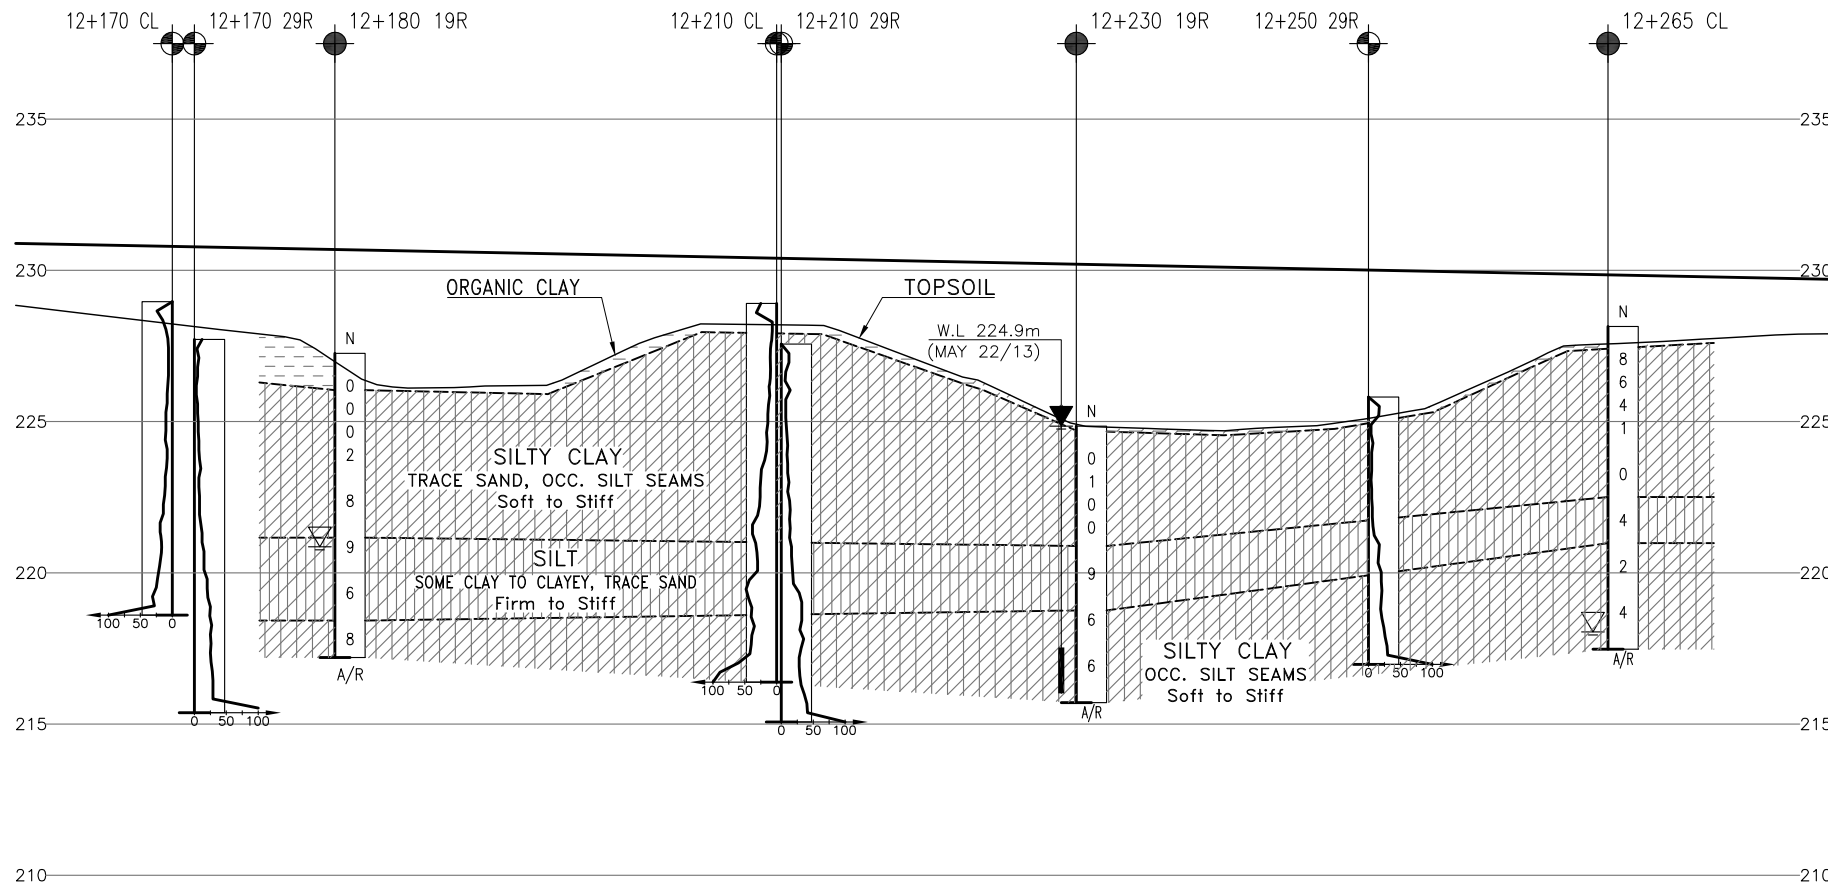 12+170 CL
12+170 29R
12+180 19R
12+210 CL
12+210 29R
12+230 19R
12+250 29R
12+265 CL
235
235
230
230
ORGANIC CLAY
TOPSOIL
W.L 224.9m
(MAY 22/13)
225
225
N
0
0
0
2
8
9
6
8
A/R
SILTY CLAY
TRACE SAND, OCC. SILT SEAMS
Soft to Stiff
SILT
SOME CLAY TO CLAYEY, TRACE SAND
Firm to Stiff
N
0
1
0
0
9
6
6
A/R
SILTY CLAY
OCC. SILT SEAMS
Soft to Stiff
N
8
6
4
1
0
4
2
4
A/R
220
220
100 50 0
0 50 100
100 50 0
0 50 100
0 50 100
215
215
210
210